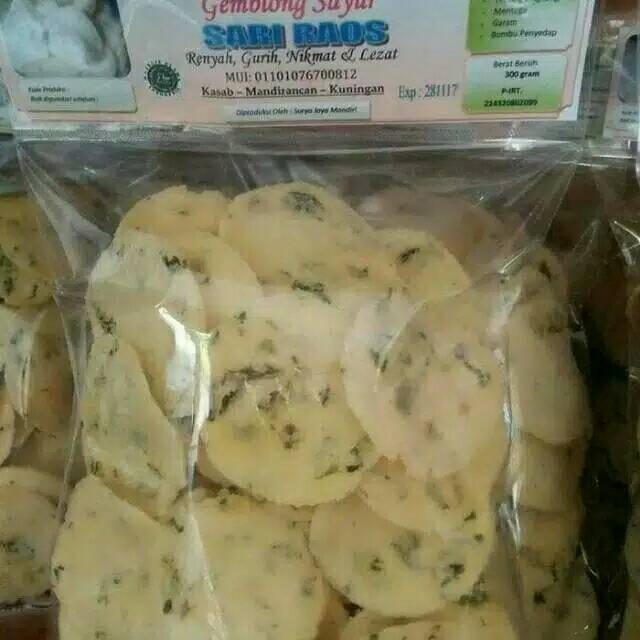 Gemblong Sayur
SARI RAOS
Renyah, Gurih, Nikmat & Lezat
MUI: 01101076700812
Kasab – Mandirancan – Kuningan
Exp : 281117
Diproduksi Oleh : Surya Jaya Mandiri
- Mentega
- Garam
- Bumbu Penyedap
Berat Bersih
300 gram
P-IRT.